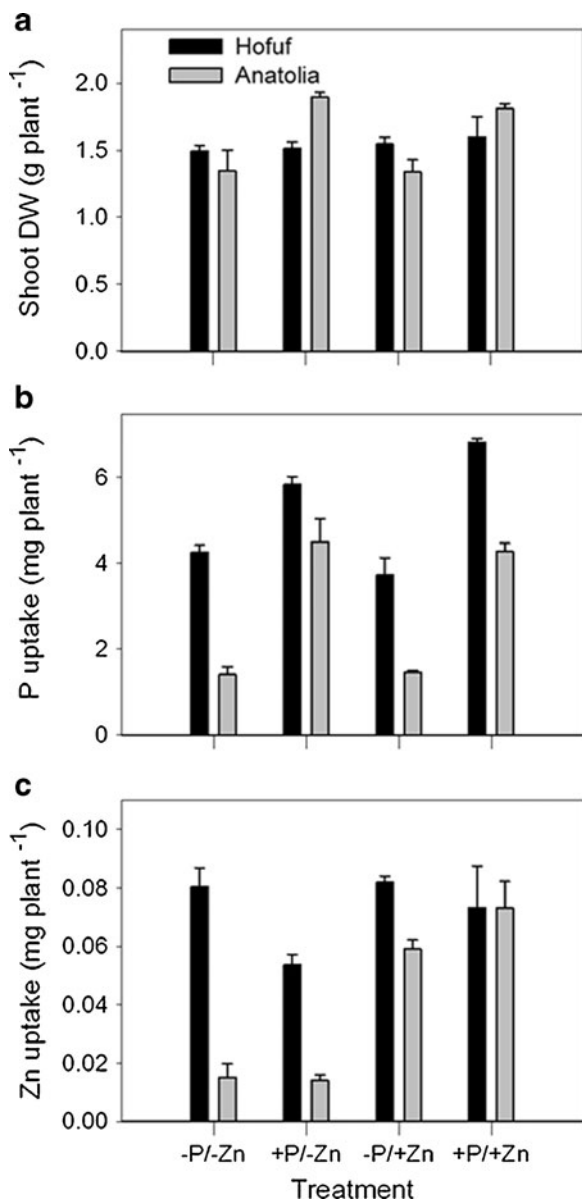 a
Hofuf
Anatolia
Shoot DW (g plant⁻¹)
2.0
1.5
1.0
0.5
0.0
b
P uptake (mg plant⁻¹)
6
4
2
0
c
Zn uptake (mg plant⁻¹)
0.10
0.08
0.06
0.04
0.02
0.00
-P/-Zn +P/-Zn -P/+Zn +P/+Zn
Treatment